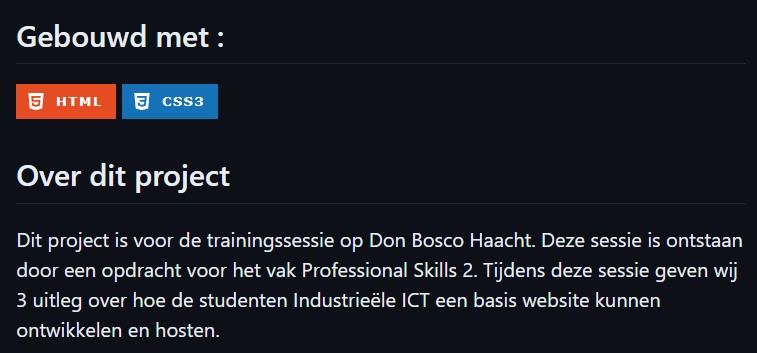 Gebouwd met :
HTML CSS3
Over dit project
Dit project is voor de trainingssessie op Don Bosco Haacht. Deze sessie is ontstaan
door een opdracht voor het vak Professional Skills 2. Tijdens deze sessie geven wij
3 uitleg over hoe de studenten Industrieële ICT een basis website kunnen
ontwikkelen en hosten.